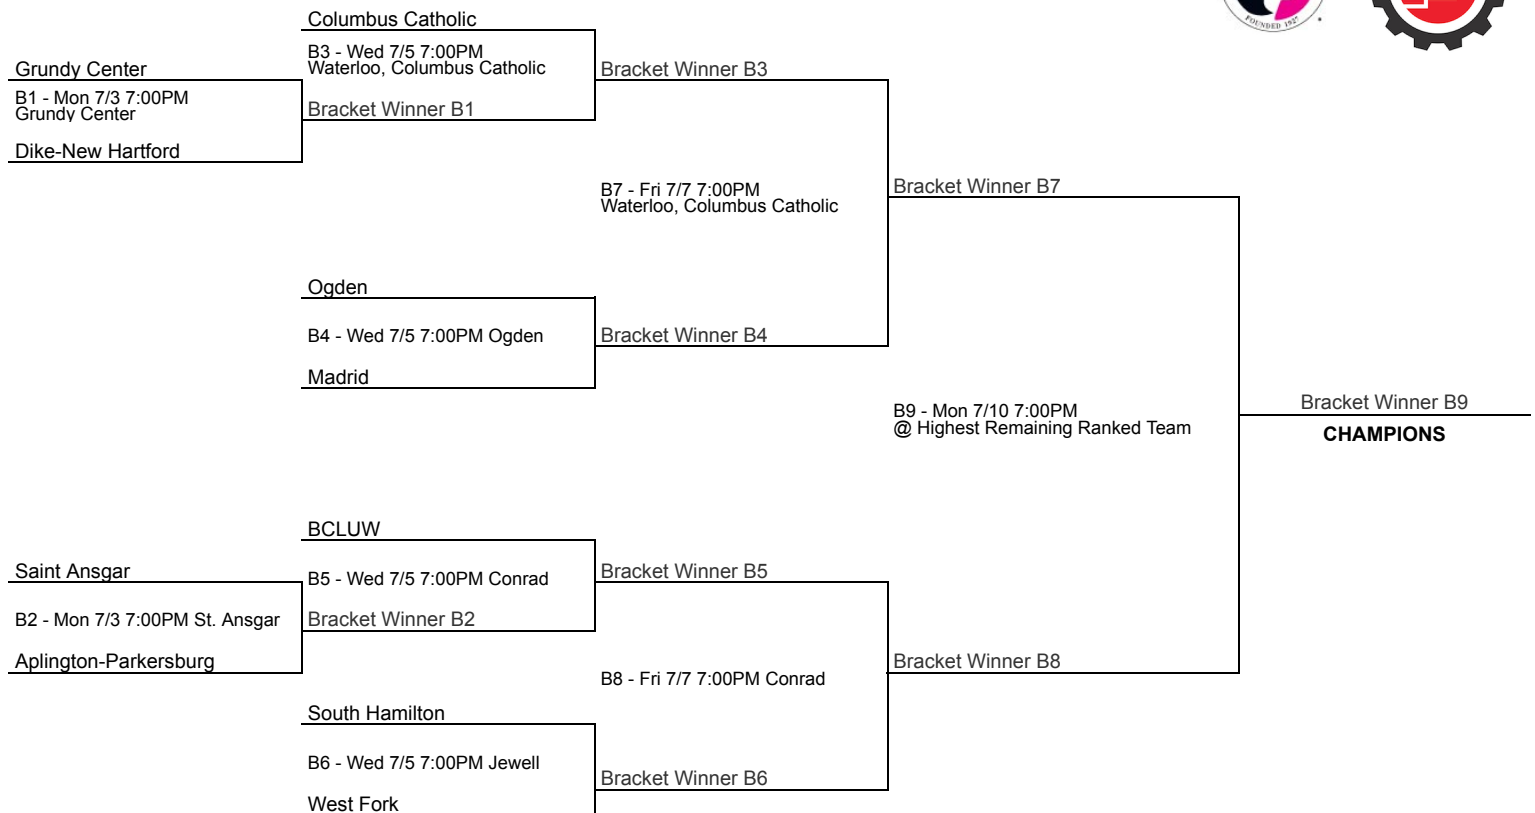 Columbus Catholic
B3 - Wed 7/5 7:00PM
Waterloo, Columbus Catholic
Grundy Center
B1 - Mon 7/3 7:00PM
Grundy Center
Dike-New Hartford
Bracket Winner B1
Bracket Winner B3
B7 - Fri 7/7 7:00PM
Waterloo, Columbus Catholic
Bracket Winner B7
Ogden
B4 - Wed 7/5 7:00PM Ogden
Madrid
Bracket Winner B4
B9 - Mon 7/10 7:00PM
@ Highest Remaining Ranked Team
Bracket Winner B9
CHAMPIONS
BCLUW
B5 - Wed 7/5 7:00PM Conrad
Saint Ansgar
B2 - Mon 7/3 7:00PM St. Ansgar
Aplington-Parkersburg
Bracket Winner B2
Bracket Winner B5
B8 - Fri 7/7 7:00PM Conrad
Bracket Winner B8
South Hamilton
B6 - Wed 7/5 7:00PM Jewell
West Fork
Bracket Winner B6
FOUNDED 1927